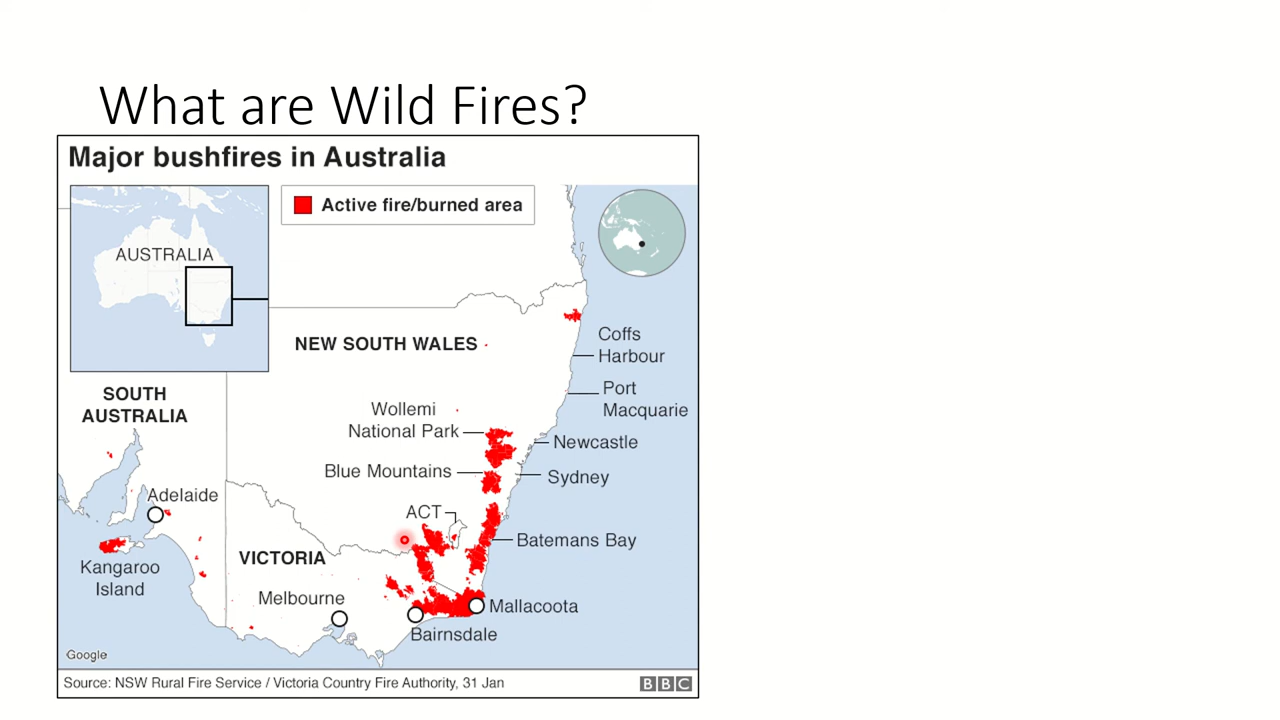 What are Wild Fires?
Major bushfires in Australia
Active fire/burned area
AUSTRALIA
NEW SOUTH WALES
Coffs
Harbour
SOUTH
AUSTRALIA
Port
Macquarie
Wollemi
National Park
Newcastle
Blue Mountains
Sydney
Adelaide
ACT
Batemans Bay
VICTORIA
Kangaroo
Island
Melbourne
Mallacoota
Bairnsdale
Google
Source: NSW Rural Fire Service / Victoria Country Fire Authority, 31 Jan
BBC